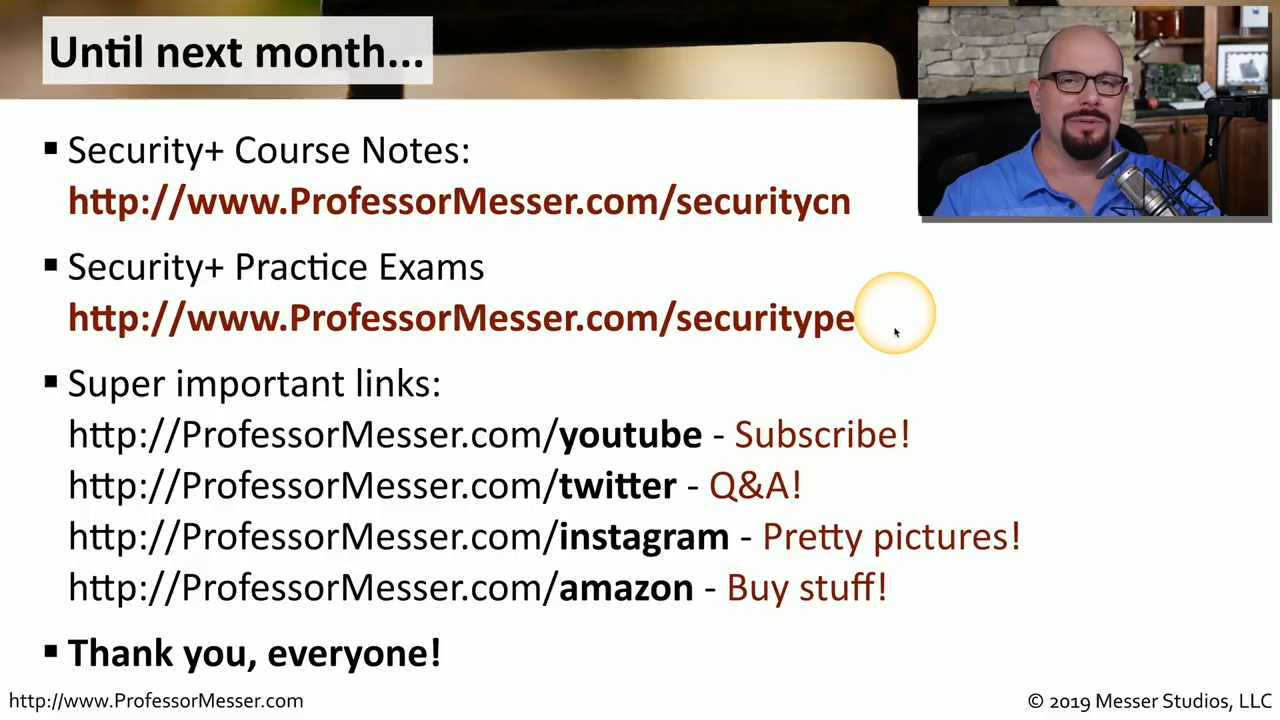 Until next month...
▪ Security+ Course Notes:
http://www.ProfessorMesser.com/securitycn
▪ Security+ Practice Exams
http://www.ProfessorMesser.com/securitype
▪ Super important links:
http://ProfessorMesser.com/youtube - Subscribe!
http://ProfessorMesser.com/twitter - Q&A!
http://ProfessorMesser.com/instagram - Pretty pictures!
http://ProfessorMesser.com/amazon - Buy stuff!
▪ Thank you, everyone!
http://www.ProfessorMesser.com
© 2019 Messer Studios, LLC